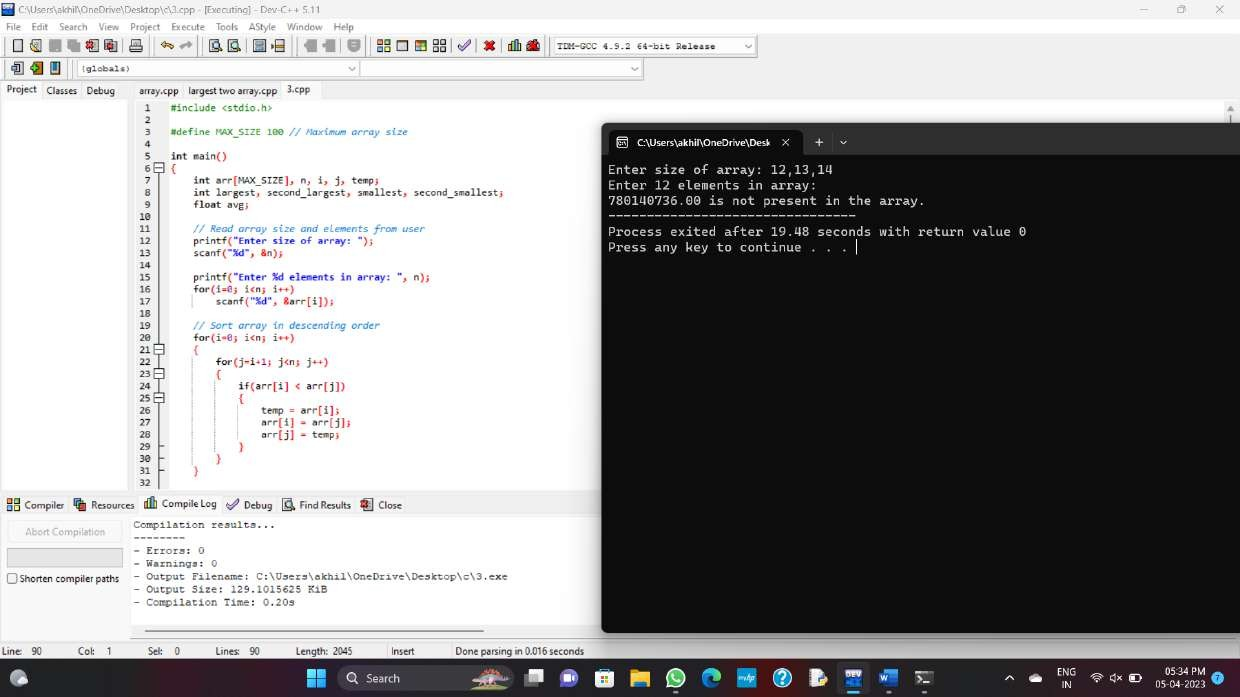 C:\Users\akhil\OneDrive\Desktop\c\3.cpp - [Executing] - Dev-C++ 5.11
File Edit Search View Project Execute Tools AStyle Window Help
TDM-GCC 4.9.2 64-bit Release
(globals)
Project Classes Debug array.cpp largest two array.cpp 3.cpp
1 #include <stdio.h>
2
3 #define MAX_SIZE 100 // Maximum array size
4
5 int main()
6 {
7 int arr[MAX_SIZE], n, i, j, temp;
8 int largest, second_largest, smallest, second_smallest;
9 float avg;
10
11 // Read array size and elements from user
12 printf("Enter size of array: ");
13 scanf("%d", &n);
14
15 printf("Enter %d elements in array: ", n);
16 for(i=0; i<n; i++)
17 scanf("%d", &arr[i]);
18
19 // Sort array in descending order
20 for(i=0; i<n; i++)
21 {
22 for(j=i+1; j<n; j++)
23 {
24 if(arr[i] < arr[j])
25 {
26 temp = arr[i];
27 arr[i] = arr[j];
28 arr[j] = temp;
29 }
30 }
31 }
32
C:\Users\akhil\OneDrive\Desk
Enter size of array: 12,13,14
Enter 12 elements in array:
780140736.00 is not present in the array.
--------------------------------
Process exited after 19.48 seconds with return value 0
Press any key to continue . . .
Compiler Resources Compile Log Debug Find Results Close
Abort Compilation
Shorten compiler paths
Compilation results...
--------
- Errors: 0
- Warnings: 0
- Output Filename: C:\Users\akhil\OneDrive\Desktop\c\3.exe
- Output Size: 129.1015625 KiB
- Compilation Time: 0.20s
Line: 90 Col: 1 Sel: 0 Lines: 90 Length: 2045 Insert Done parsing in 0.016 seconds
Search
myhp
DEV
W
ENG
IN
05:34 PM
05-04-2023
7